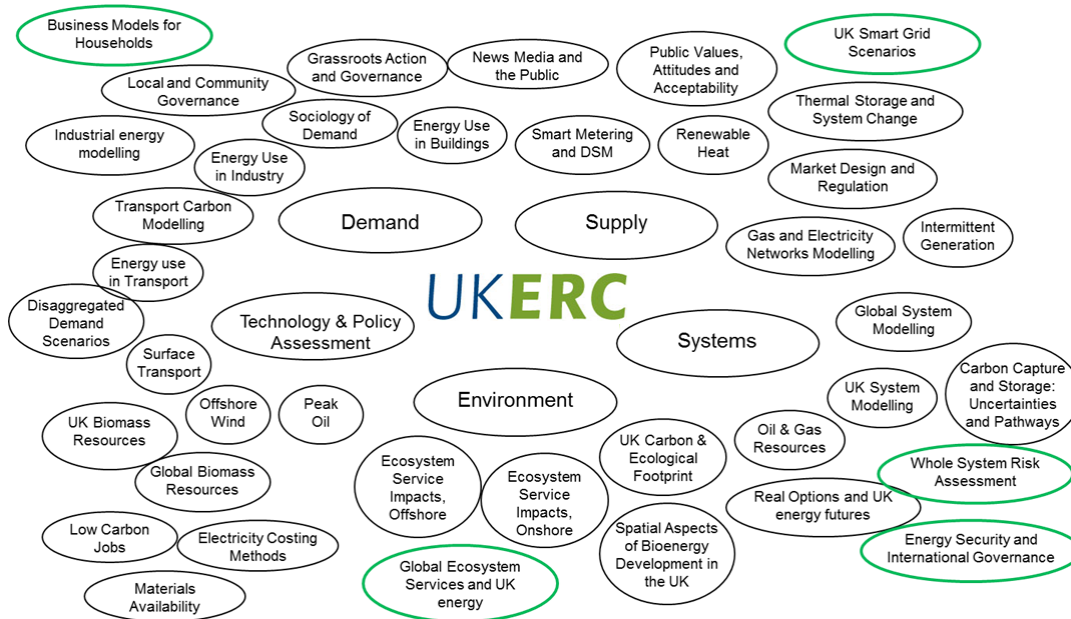 Business Models for
Households
UK Smart Grid
Scenarios
Grassroots Action
and Governance
News Media and
the Public
Public Values,
Attitudes and
Acceptability
Local and Community
Governance
Thermal Storage and
System Change
Sociology of
Demand
Energy Use
in Buildings
Smart Metering
and DSM
Renewable
Heat
Industrial energy
modelling
Energy Use
in Industry
Market Design and
Regulation
Transport Carbon
Modelling
Demand
Supply
Gas and Electricity
Networks Modelling
Intermittent
Generation
Energy use
in Transport
UKERC
Disaggregated
Demand
Scenarios
Technology & Policy
Assessment
Systems
Global System
Modelling
Surface
Transport
Carbon Capture
and Storage:
Uncertainties
and Pathways
UK System
Modelling
Environment
Offshore
Wind
Peak
Oil
UK Biomass
Resources
UK Carbon &
Ecological
Footprint
Oil & Gas
Resources
Whole System Risk
Assessment
Global Biomass
Resources
Ecosystem
Service
Impacts,
Offshore
Ecosystem
Service
Impacts,
Onshore
Real Options and UK
energy futures
Low Carbon
Jobs
Electricity Costing
Methods
Spatial Aspects
of Bioenergy
Development in
the UK
Energy Security and
International Governance
Global Ecosystem
Services and UK
energy
Materials
Availability